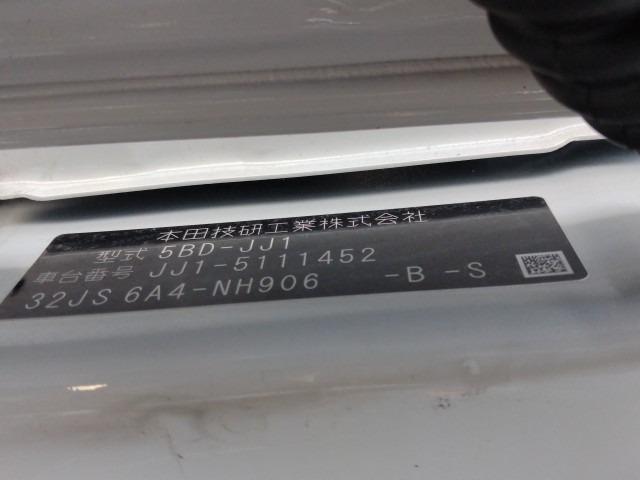 本田技研工業株式会社
型式 5BD-JJ1
車台番号 JJ1-5111452
32JS 6A4-NH906 -B -S